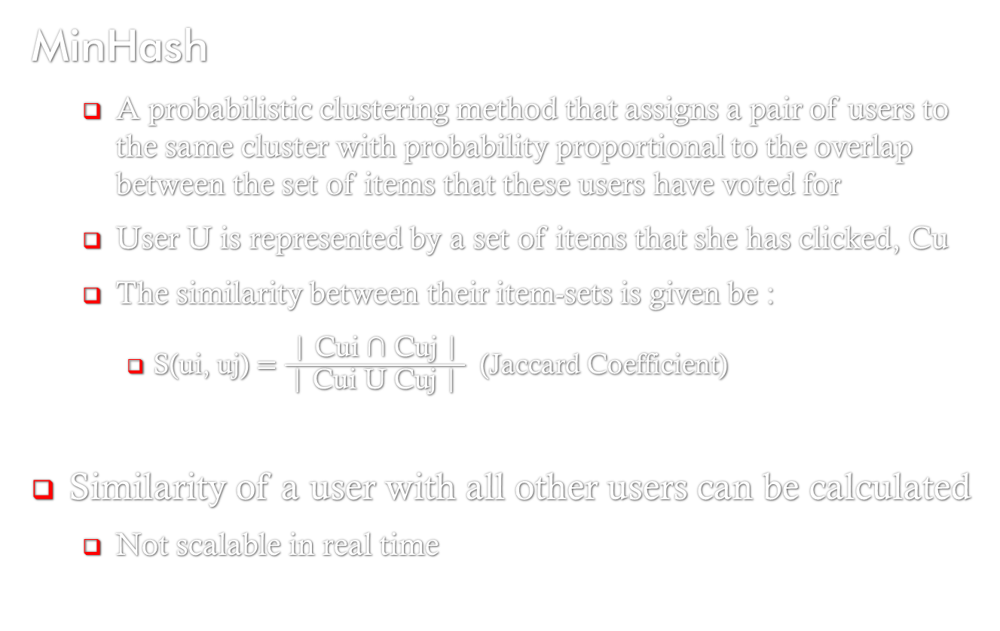 MinHash
A probabilistic clustering method that assigns a pair of users to
the same cluster with probability proportional to the overlap
between the set of items that these users have voted for
User U is represented by a set of items that she has clicked, Cu
The similarity between their item-sets is given be :
| Cui ∩ Cuj |
S(ui, uj) = (Jaccard Coefficient)
| Cui U Cuj |
Similarity of a user with all other users can be calculated
Not scalable in real time